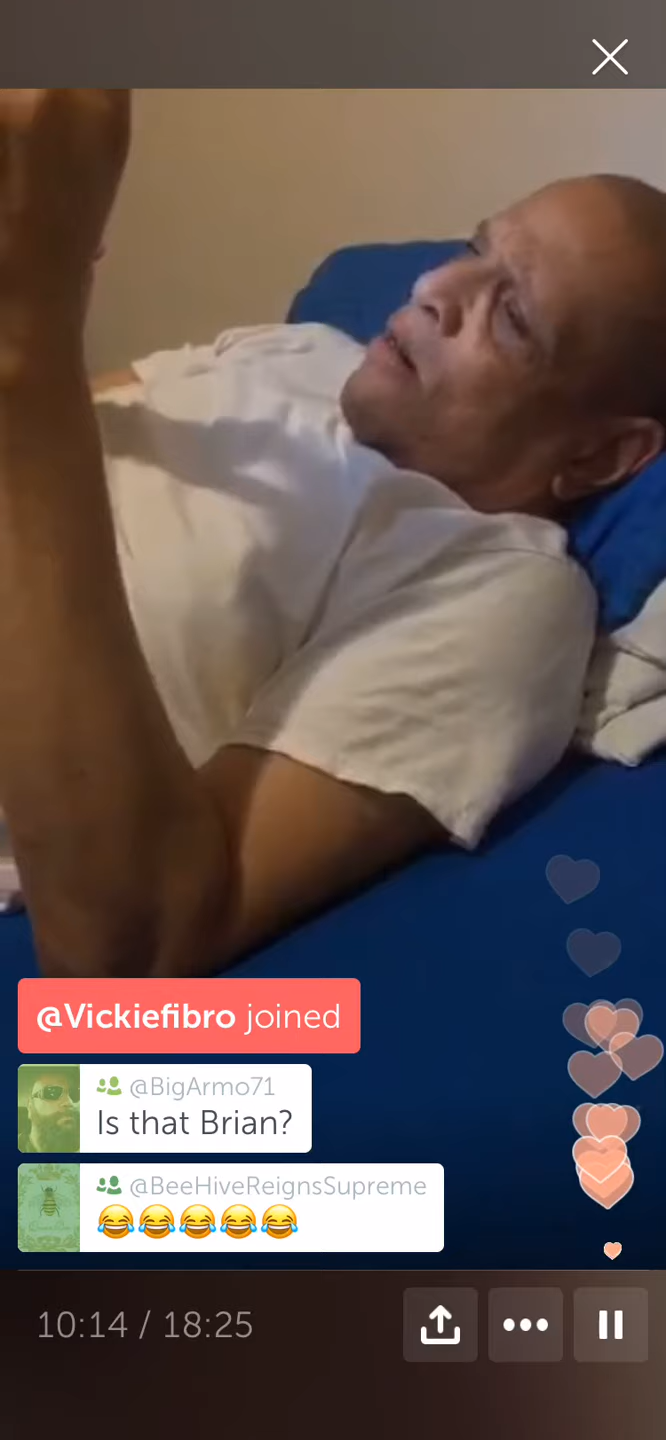 @Vickiefibro joined
@BigArmo71
Is that Brian?
@BeeHiveReignsSupreme
😂😂😂😂😂
10:14 / 18:25